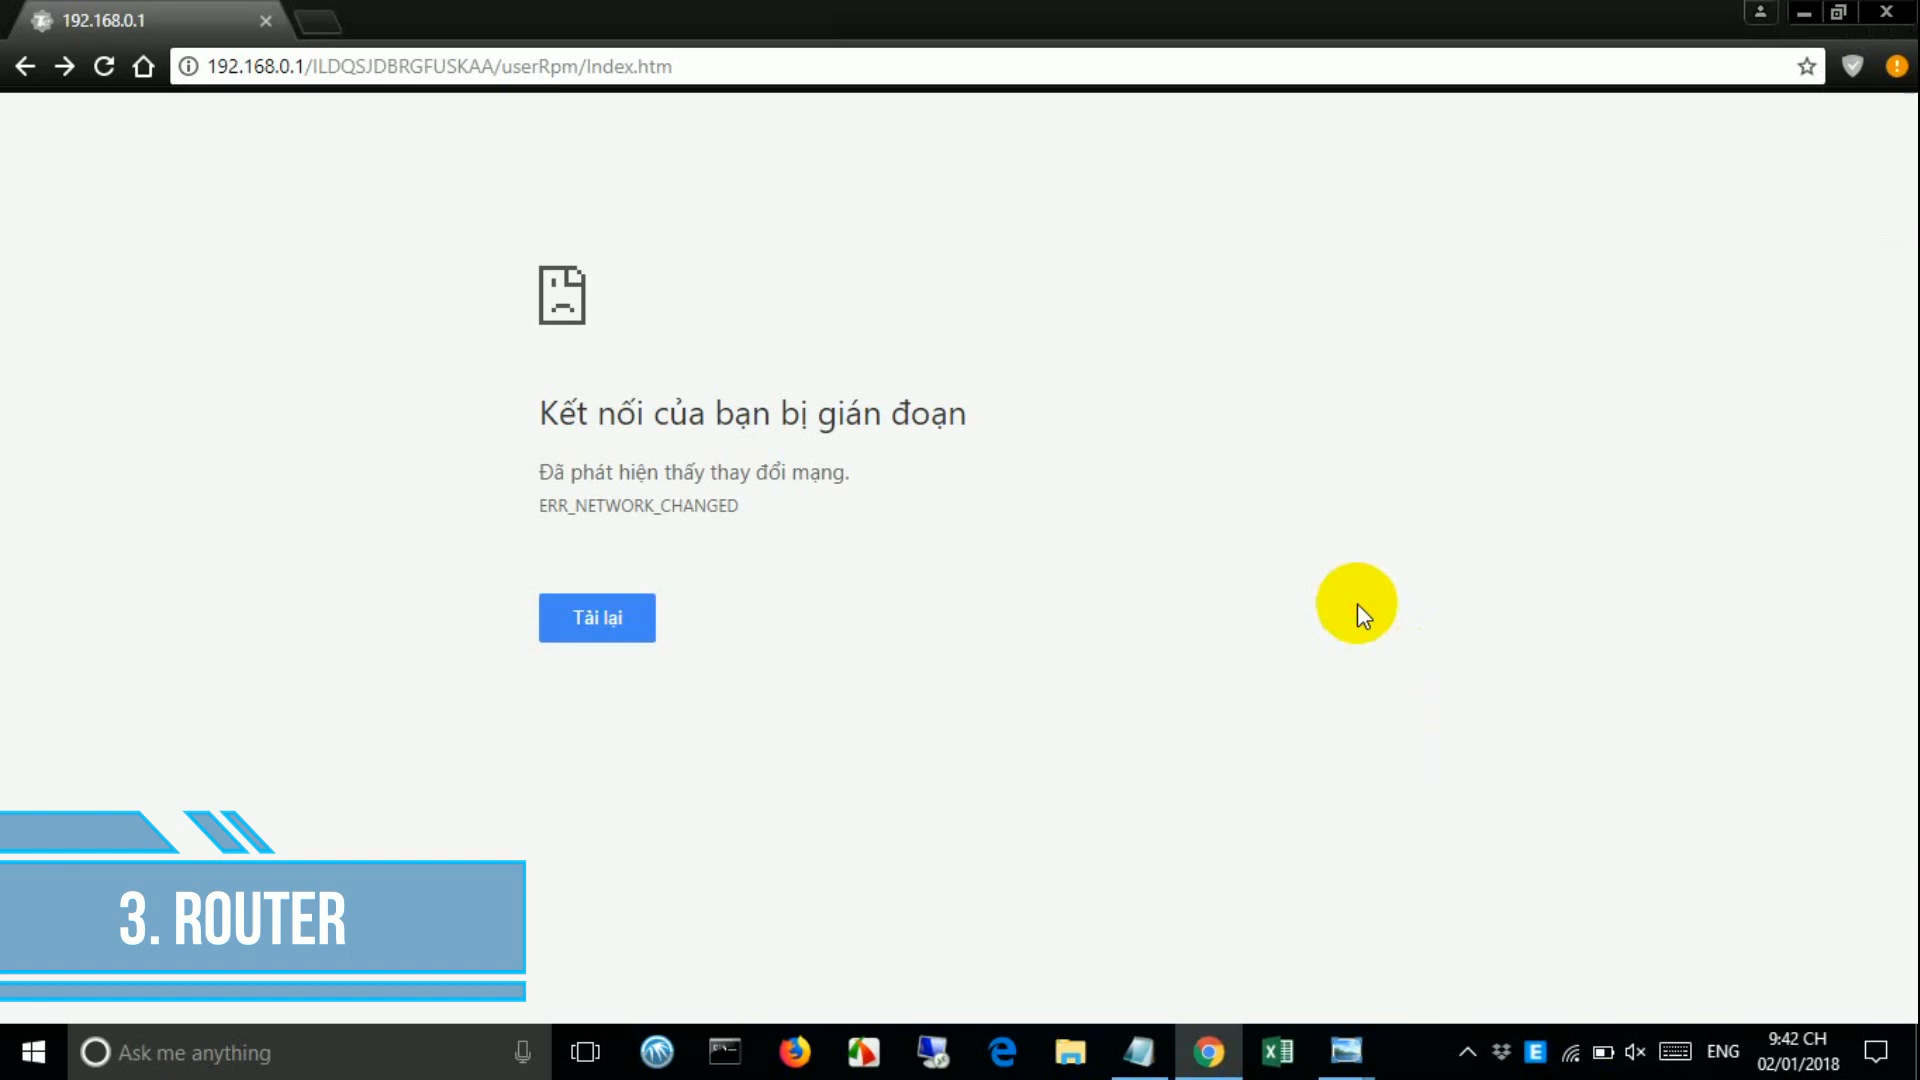 192.168.0.1
192.168.0.1/ILDQSJDBRGFUSKAA/userRpm/Index.htm
Kết nối của bạn bị gián đoạn
Đã phát hiện thấy thay đổi mạng.
ERR_NETWORK_CHANGED
Tải lại
3. ROUTER
Ask me anything
ENG
9:42 CH
02/01/2018